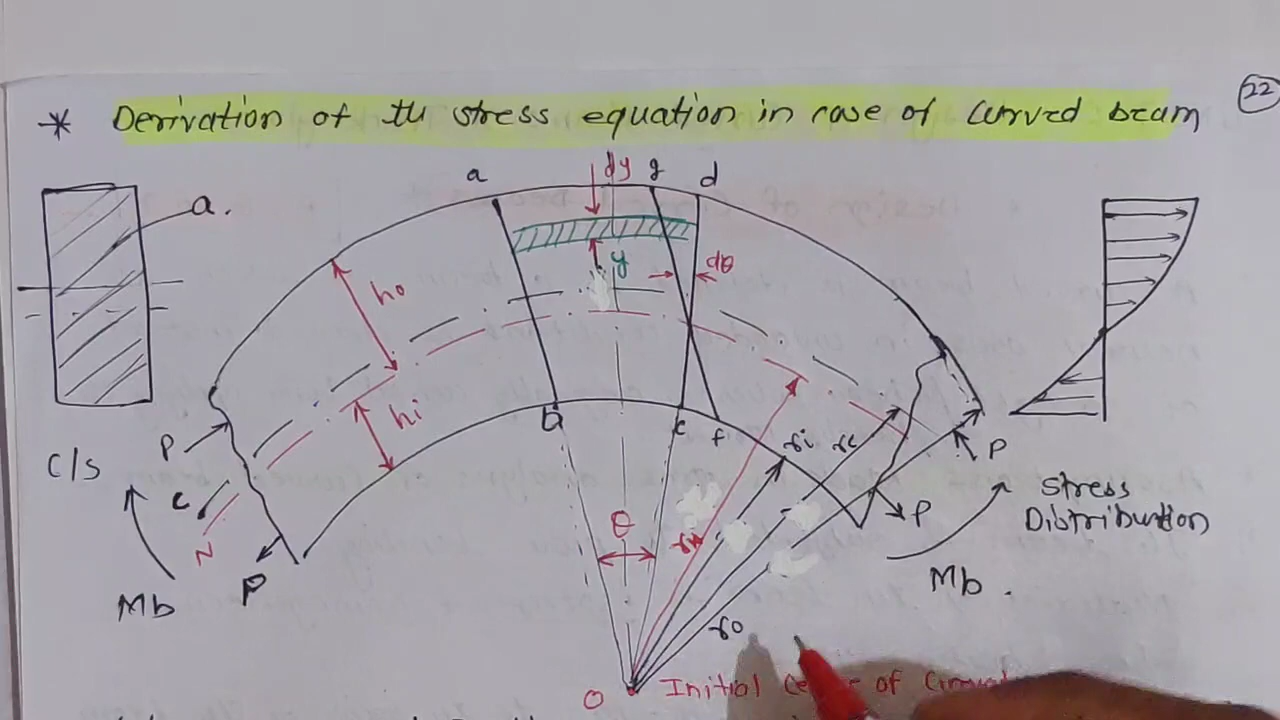 22
* Derivation of the stress equation in case of curved beam
a g d
dy
a.
y
dθ
ho
hi
b c f
P
C/S
C
N
P
Mb
θ
rn
ri
rc
ro
P
P
Mb.
Stress
Distribution
O Initial of